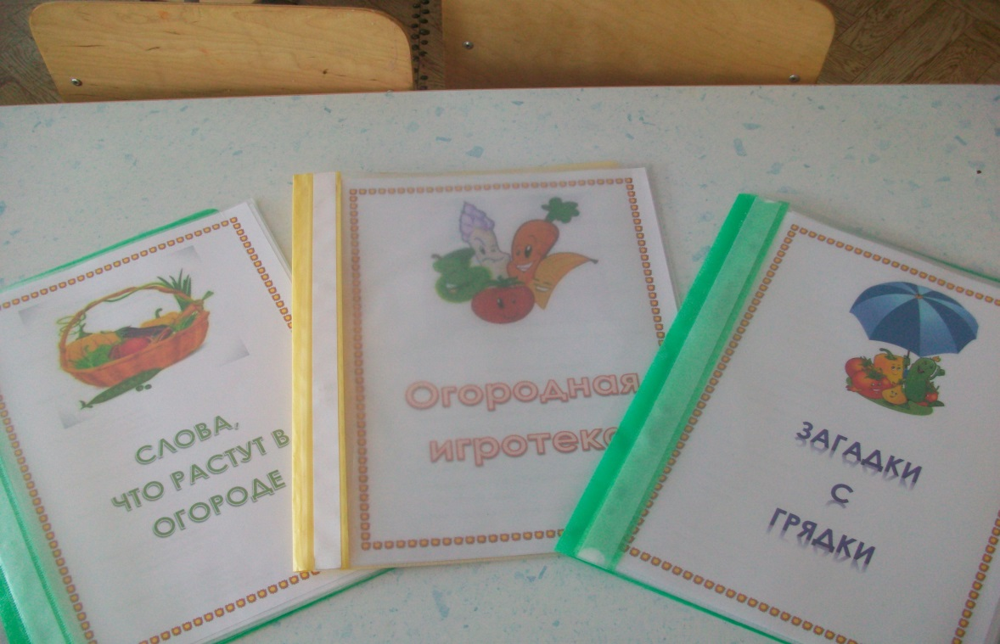 СЛОВА,
ЧТО РАСТУТ В
ОГОРОДЕ
Огородная
игротека
ЗАГАДКИ
С
ГРЯДКИ